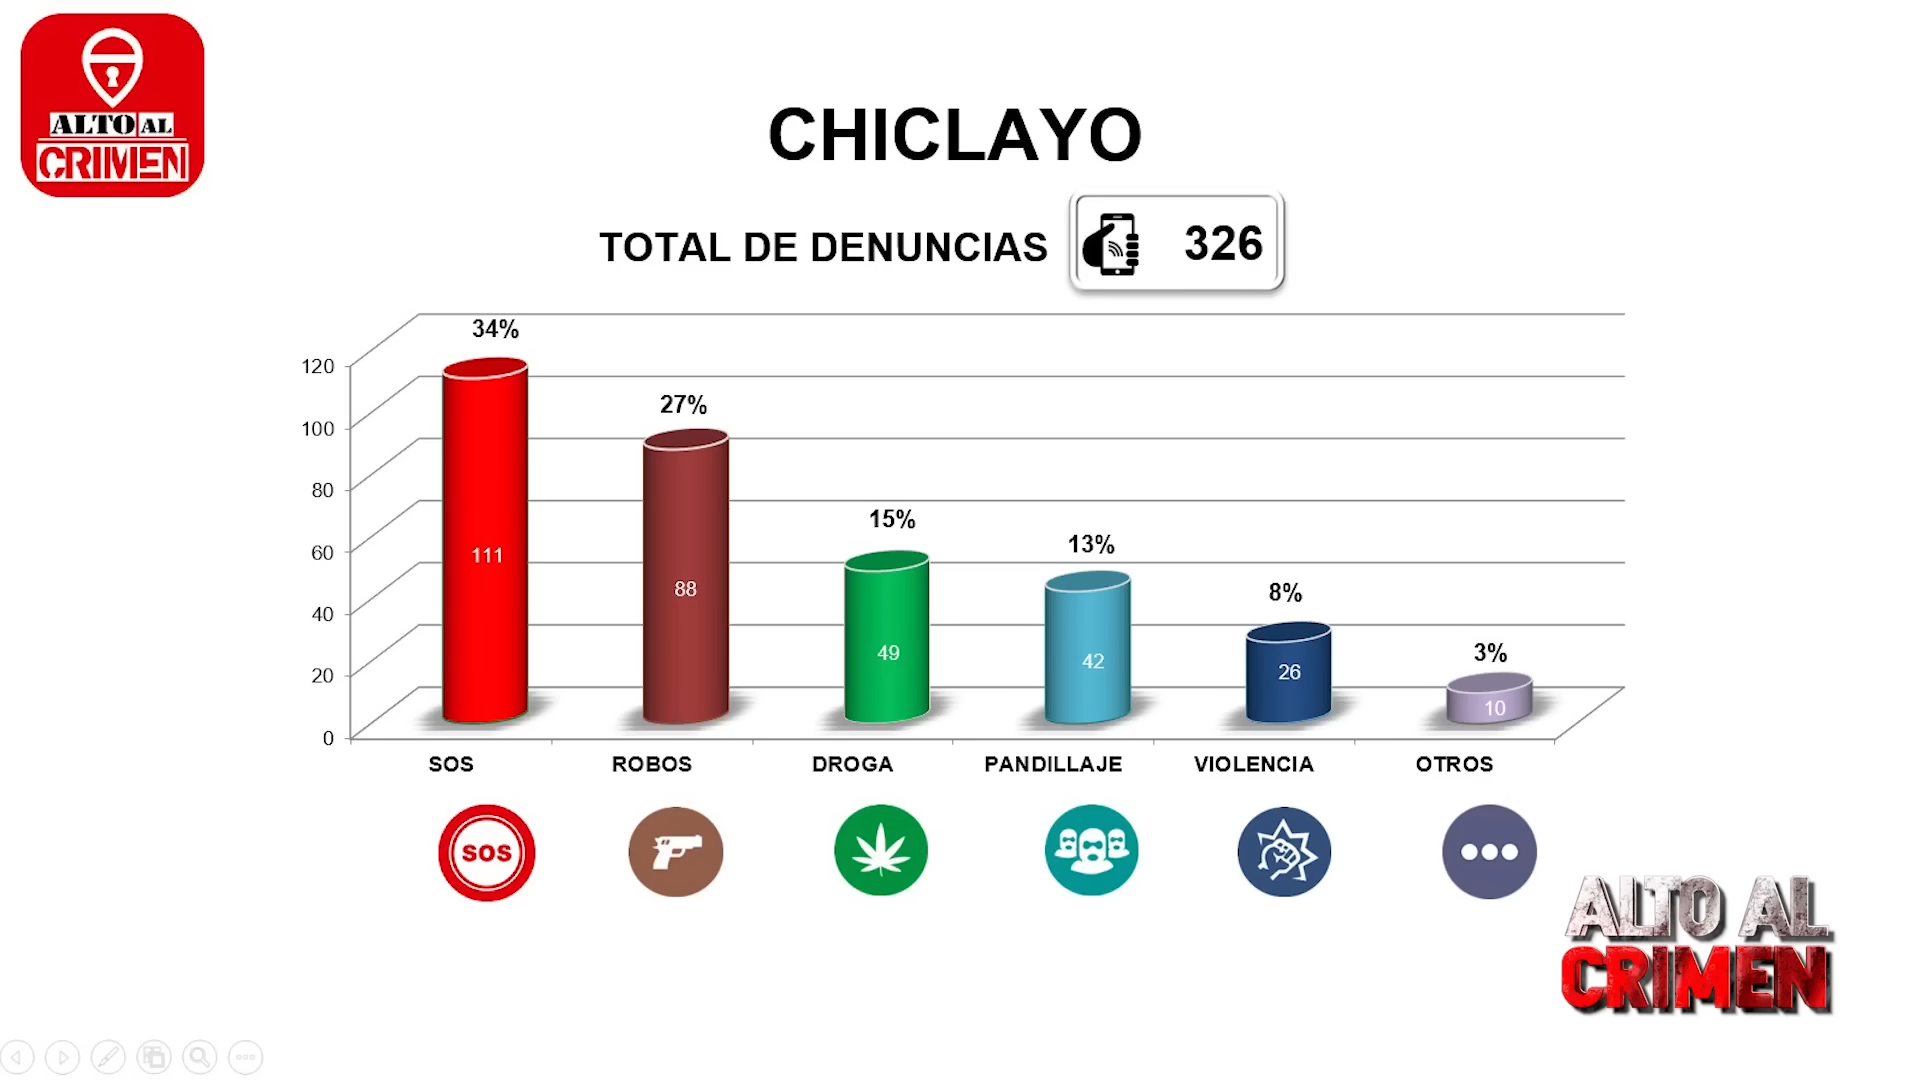 ALTO AL
CRIMEN
CHICLAYO
TOTAL DE DENUNCIAS 326
34%
27%
15%
13%
8%
3%
120
100
80
60
40
20
0
111
88
49
42
26
10
SOS ROBOS DROGA PANDILLAJE VIOLENCIA OTROS
SOS
ALTO AL
CRIMEN